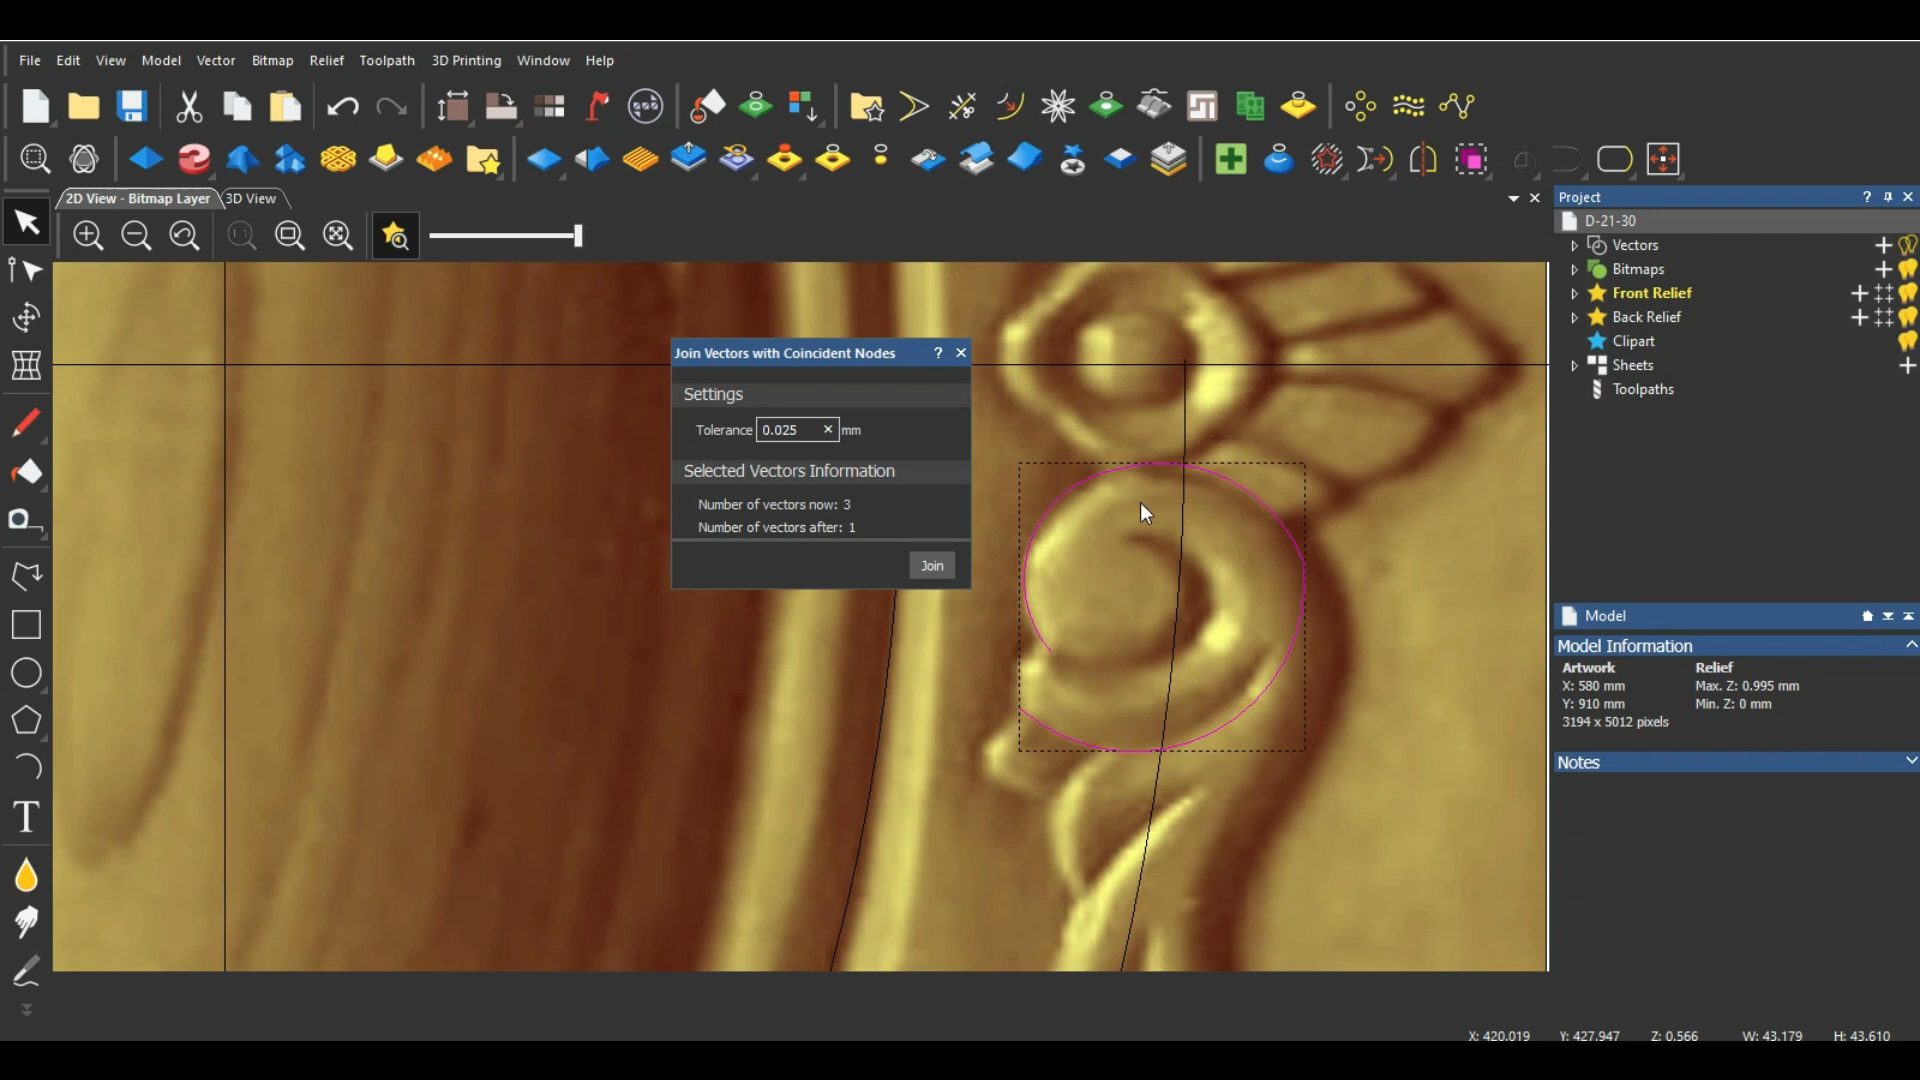 File Edit View Model Vector Bitmap Relief Toolpath 3D Printing Window Help
2D View - Bitmap Layer 3D View
1:1
T
Join Vectors with Coincident Nodes ? ×
Settings
Tolerance 0.025 × mm
Selected Vectors Information
Number of vectors now: 3
Number of vectors after: 1
Join
Project ?
D-21-30
Vectors
Bitmaps
Front Relief
Back Relief
Clipart
Sheets
Toolpaths
Model
Model Information
Artwork Relief
X: 580 mm Max. Z: 0.995 mm
Y: 910 mm Min. Z: 0 mm
3194 x 5012 pixels
Notes
X: 420.019 Y: 427.947 Z: 0.566 W: 43.179 H: 43.610